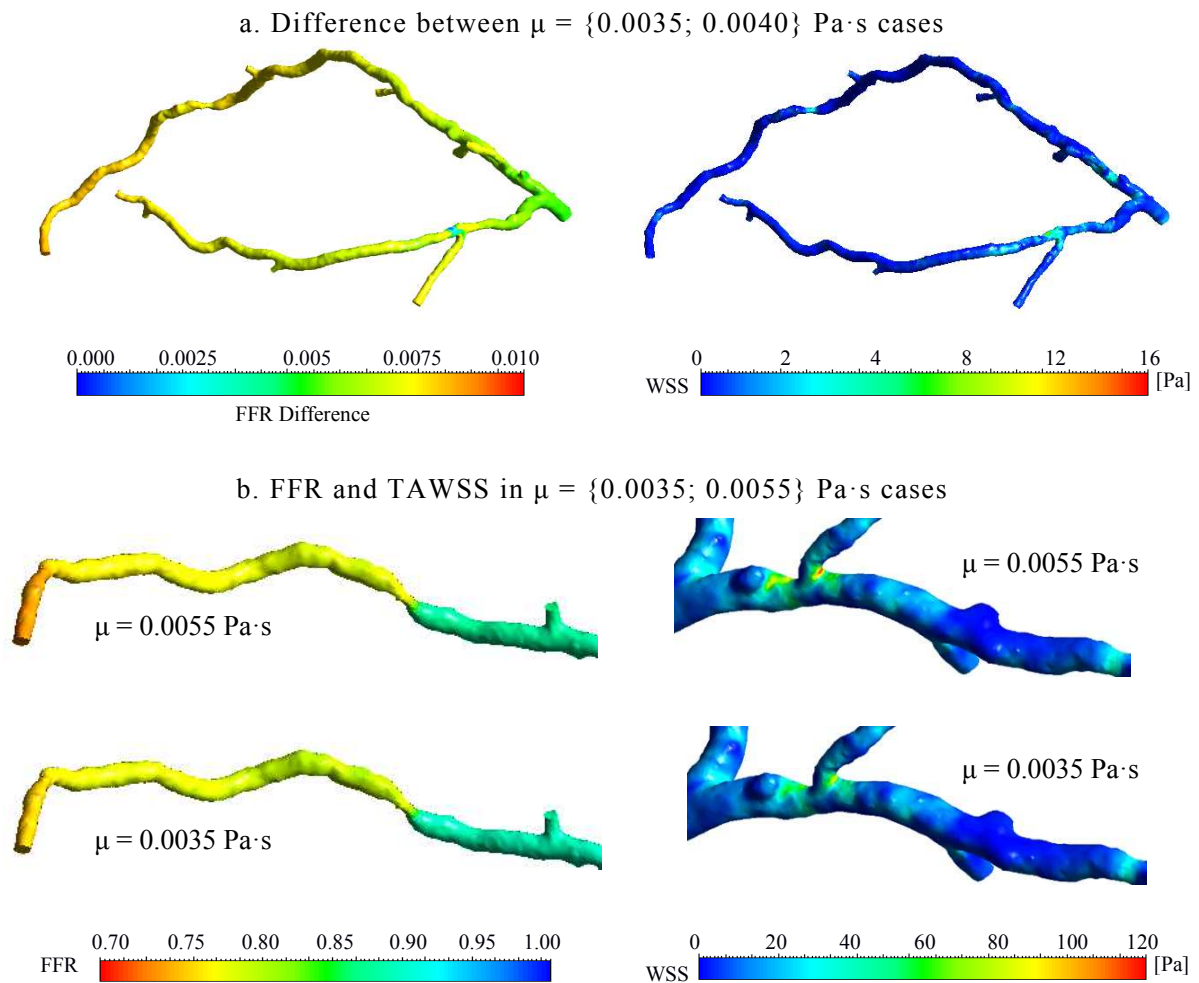 a. Difference between μ = {0.0035; 0.0040} Pa·s cases
0.000 0.0025 0.005 0.0075 0.010
FFR Difference
0 2 4 8 12 16
WSS [Pa]
b. FFR and TAWSS in μ = {0.0035; 0.0055} Pa·s cases
μ = 0.0055 Pa·s
μ = 0.0055 Pa·s
μ = 0.0035 Pa·s
μ = 0.0035 Pa·s
0.70 0.75 0.80 0.85 0.90 0.95 1.00
FFR
0 20 40 60 80 100 120
WSS [Pa]